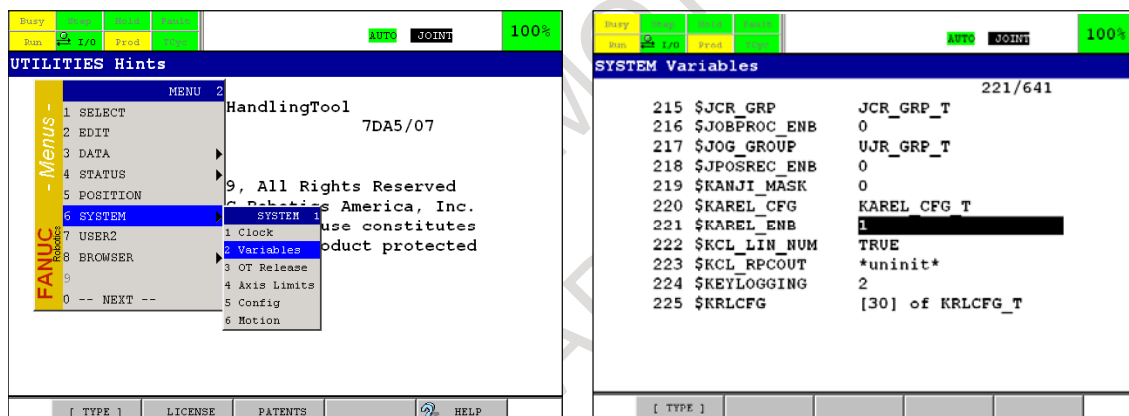 Busy Step Hold Fault
Run I/O Prod TCyc
AUTO JOINT 100%
UTILITIES Hints
MENU 2
1 SELECT
2 EDIT
3 DATA
4 STATUS
5 POSITION
6 SYSTEM
7 USER2
8 BROWSER
9
0 -- NEXT --
FANUC Robotics - Menus -
HandlingTool
7DA5/07
9, All Rights Reserved
s America, Inc.
use constitutes
oduct protected
SYSTEM 1
1 Clock
2 Variables
3 OT Release
4 Axis Limits
5 Config
6 Motion
[ TYPE ] LICENSE PATENTS HELP
Busy Step Hold Fault
Run I/O Prod TCyc
AUTO JOINT 100%
SYSTEM Variables
221/641
215 $JCR_GRP JCR_GRP_T
216 $JOBPROC_ENB 0
217 $JOG_GROUP UJR_GRP_T
218 $JPOSREC_ENB 0
219 $KANJI_MASK 0
220 $KAREL_CFG KAREL_CFG_T
221 $KAREL_ENB 1
222 $KCL_LIN_NUM TRUE
223 $KCL_RPCOUT *uninit*
224 $KEYLOGGING 2
225 $KRLCFG [30] of KRLCFG_T
[ TYPE ]